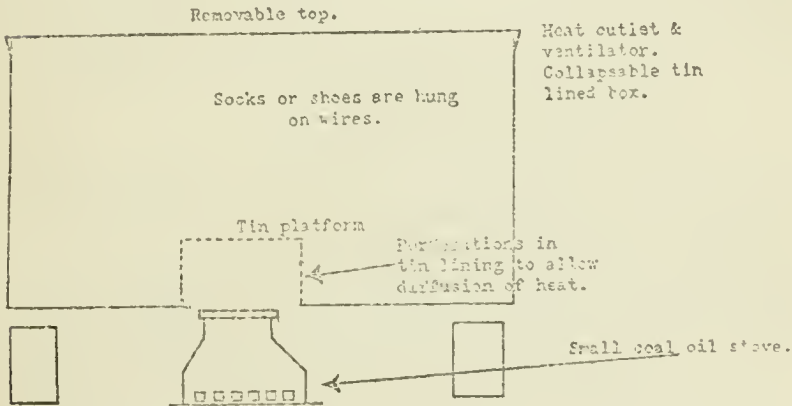 Removable top.
Heat outlet &
ventilator.
Collapsable tin
lined box.
Socks or shoes are hung
on wires.
Tin platform
Perforations in
tin lining to allow
diffusion of heat.
Small coal oil stove.